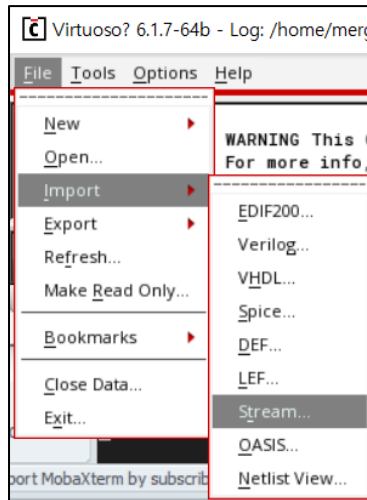 Virtuoso? 6.1.7-64b - Log: /home/mer
File Tools Options Help
New
Open...
Import
Export
Refresh...
Make Read Only...
Bookmarks
Close Data...
Exit...
WARNING This
For more info,
EDIF200...
Verilog...
VHDL...
Spice...
DEF...
LEF...
Stream...
OASIS...
Netlist View...
port MobaXterm by subscrib